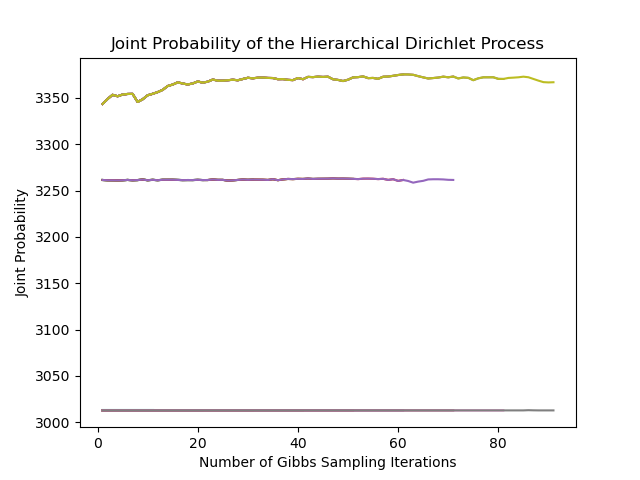 Joint Probability of the Hierarchical Dirichlet Process
Joint Probability
3350
3300
3250
3200
3150
3100
3050
3000
0 20 40 60 80
Number of Gibbs Sampling Iterations